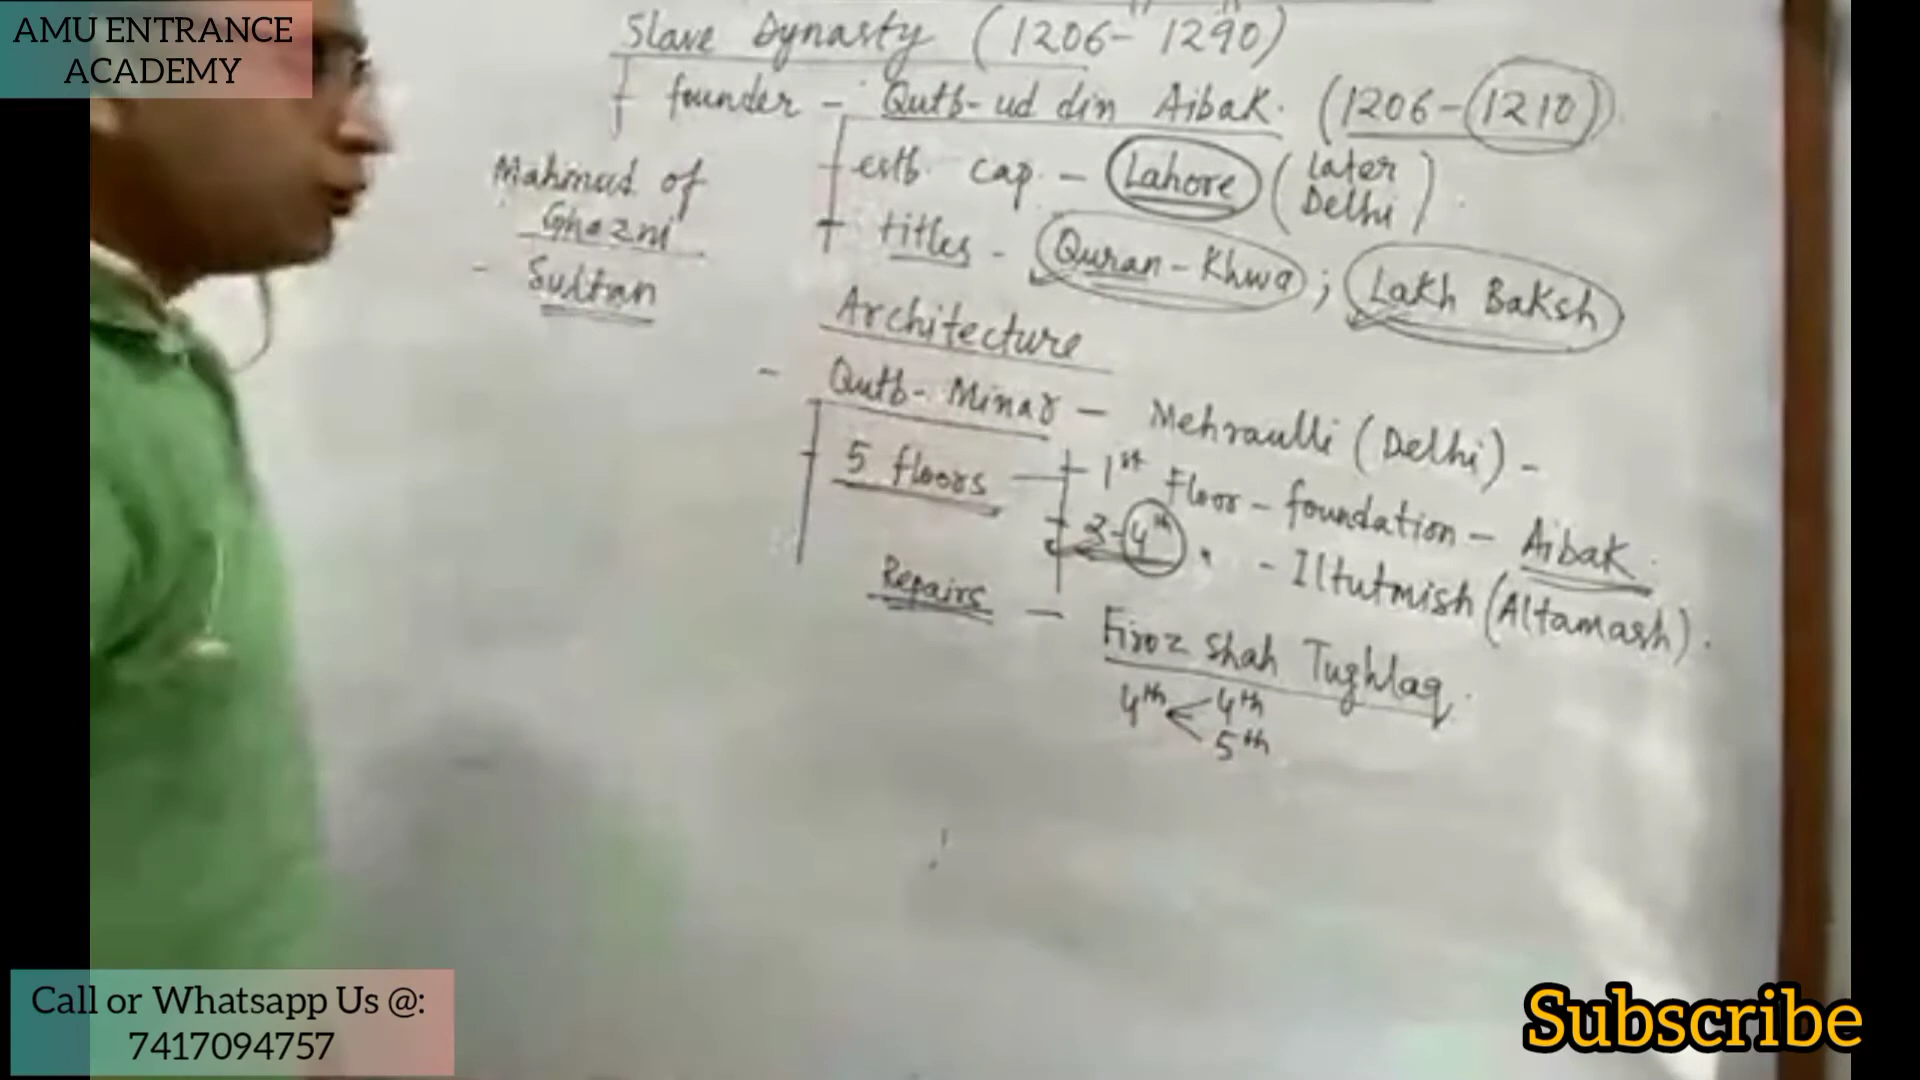 AMU ENTRANCE
ACADEMY
Slave Dynasty (1206-1290)
founder - Qutb-ud din Aibak. (1206-1210)
Mahmud of
Ghazni
- Sultan
estb. cap. - Lahore (later
Delhi)
titles - Quran-Khwa ; Lakh Baksh
Architecture
- Qutb-Minar - Mehraulli (Delhi) -
5 floors - 1st Floor - foundation - Aibak.
3-4th " - Iltutmish (Altamash).
Repairs - Firoz Shah Tughlaq.
4th < 4th
5th
Call or Whatsapp Us @:
7417094757
Subscribe